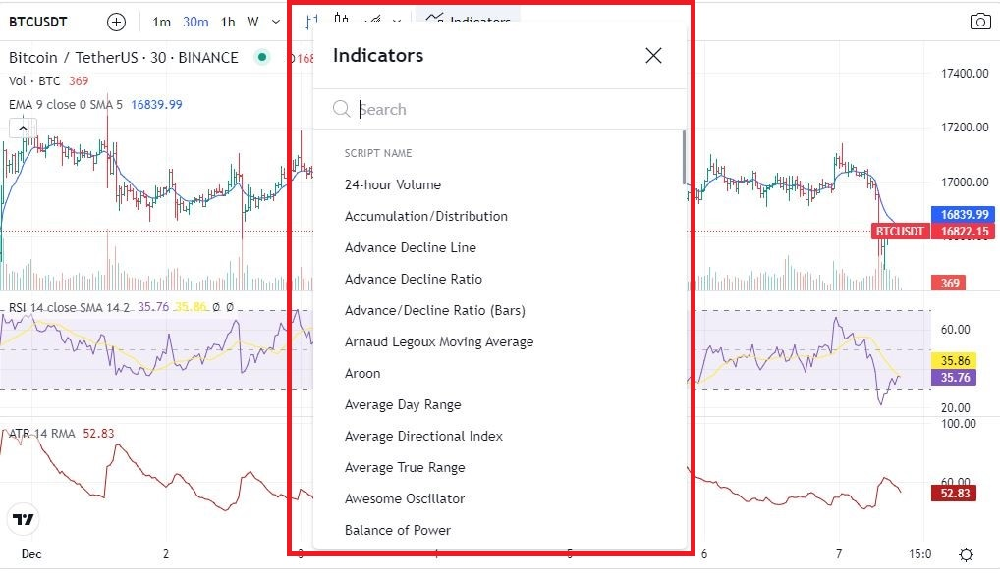 BTCUSDT 1m 30m 1h W Indicators
Bitcoin / TetherUS · 30 · BINANCE
Vol · BTC 369
EMA 9 close 0 SMA 5 16839.99
Indicators
Search
SCRIPT NAME
24-hour Volume
Accumulation/Distribution
Advance Decline Line
Advance Decline Ratio
Advance/Decline Ratio (Bars)
Arnaud Legoux Moving Average
Aroon
Average Day Range
Average Directional Index
Average True Range
Awesome Oscillator
Balance of Power
17400.00
17200.00
17000.00
16839.99
BTCUSDT 16822.15
369
RSI 14 close SMA 14 2 35.76 35.86 Ø Ø
60.00
35.86
35.76
20.00
ATR 14 RMA 52.83
100.00
60.00
52.83
Dec 2 3 4 5 6 7 15:0